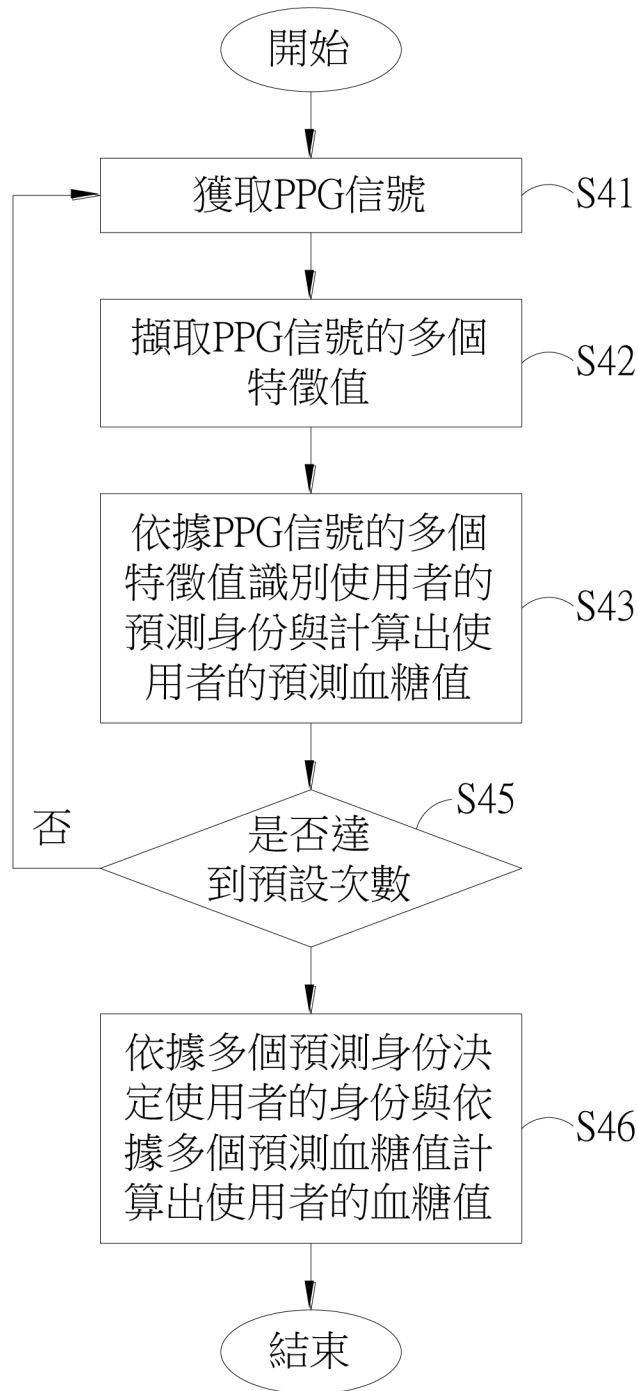 開始
獲取PPG信號
S41
擷取PPG信號的多個
特徵值
S42
依據PPG信號的多個
特徵值識別使用者的
預測身份與計算出使
用者的預測血糖值
S43
S45
否
是否達
到預設次數
依據多個預測身份決
定使用者的身份與依
據多個預測血糖值計
算出使用者的血糖值
S46
結束